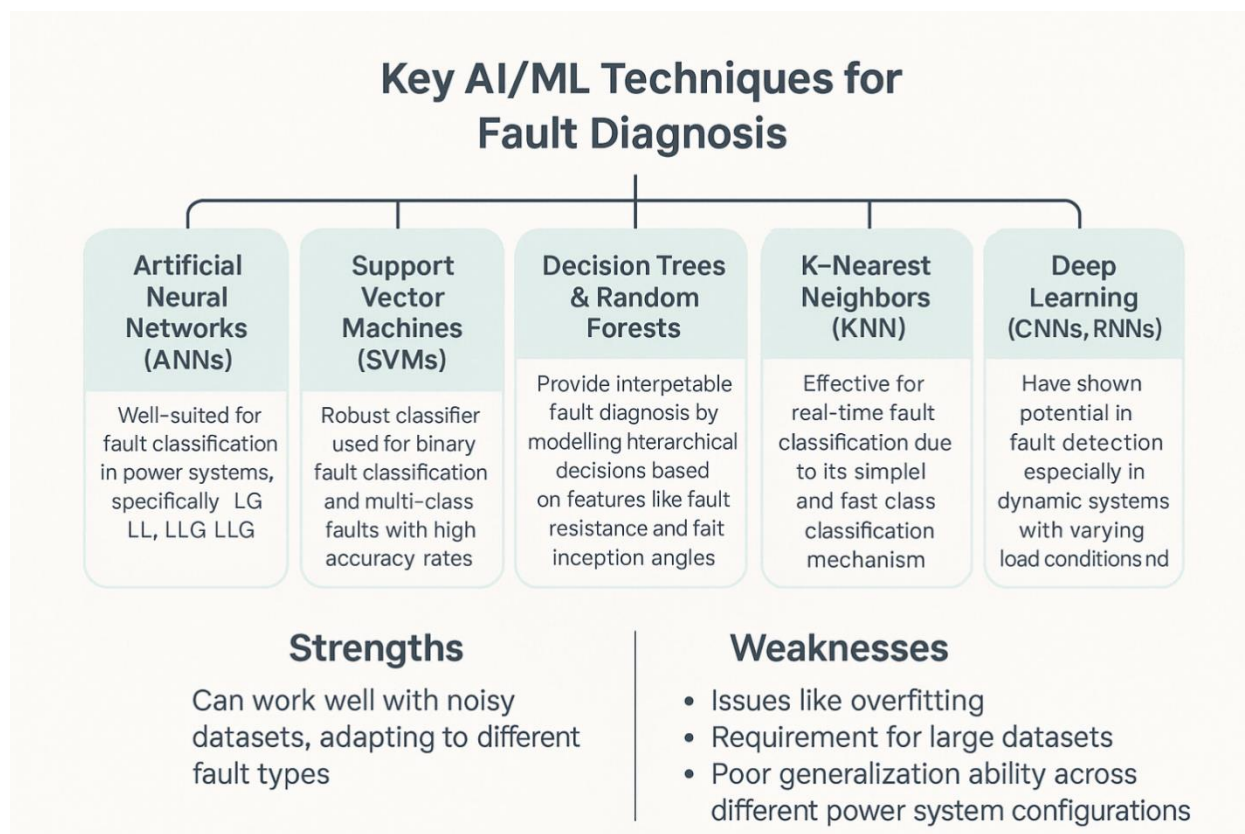 Key AI/ML Techniques for
Fault Diagnosis
Artificial
Neural
Networks
(ANNs)
Well-suited for
fault classification
in power systems,
specifically LG
LL, LLG LLG
Support
Vector
Machines
(SVMs)
Robust classifier
used for binary
fault classification
and multi-class
faults with high
accuracy rates
Decision Trees
& Random
Forests
Provide interpetable
fault diagnosis by
modelling hterarchical
decisions based
on features like fault
resistance and fait
inception angles
K-Nearest
Neighbors
(KNN)
Effective for
real-time fault
classification due
to its simplel
and fast class
classification
mechanism
Deep
Learning
(CNNs, RNNs)
Have shown
potential in
fault detection
especially in
dynamic systems
with varying
load conditions nd
Strengths
Can work well with noisy
datasets, adapting to different
fault types
Weaknesses
• Issues like overfitting
• Requirement for large datasets
• Poor generalization ability across
different power system configurations